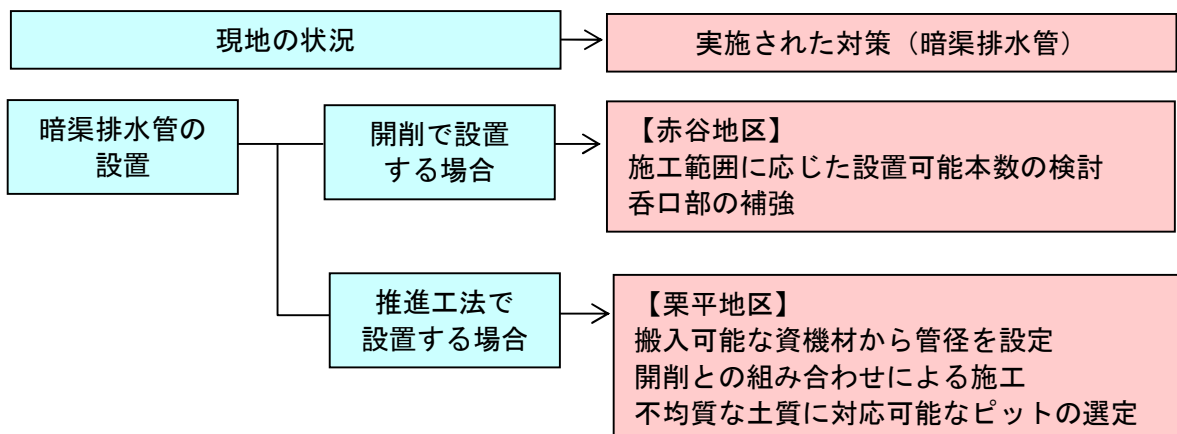 現地の状況
実施された対策（暗渠排水管）
暗渠排水管の
設置
開削で設置
する場合
【赤谷地区】
施工範囲に応じた設置可能本数の検討
呑口部の補強
推進工法で
設置する場合
【栗平地区】
搬入可能な資機材から管径を設定
開削との組み合わせによる施工
不均質な土質に対応可能なピットの選定